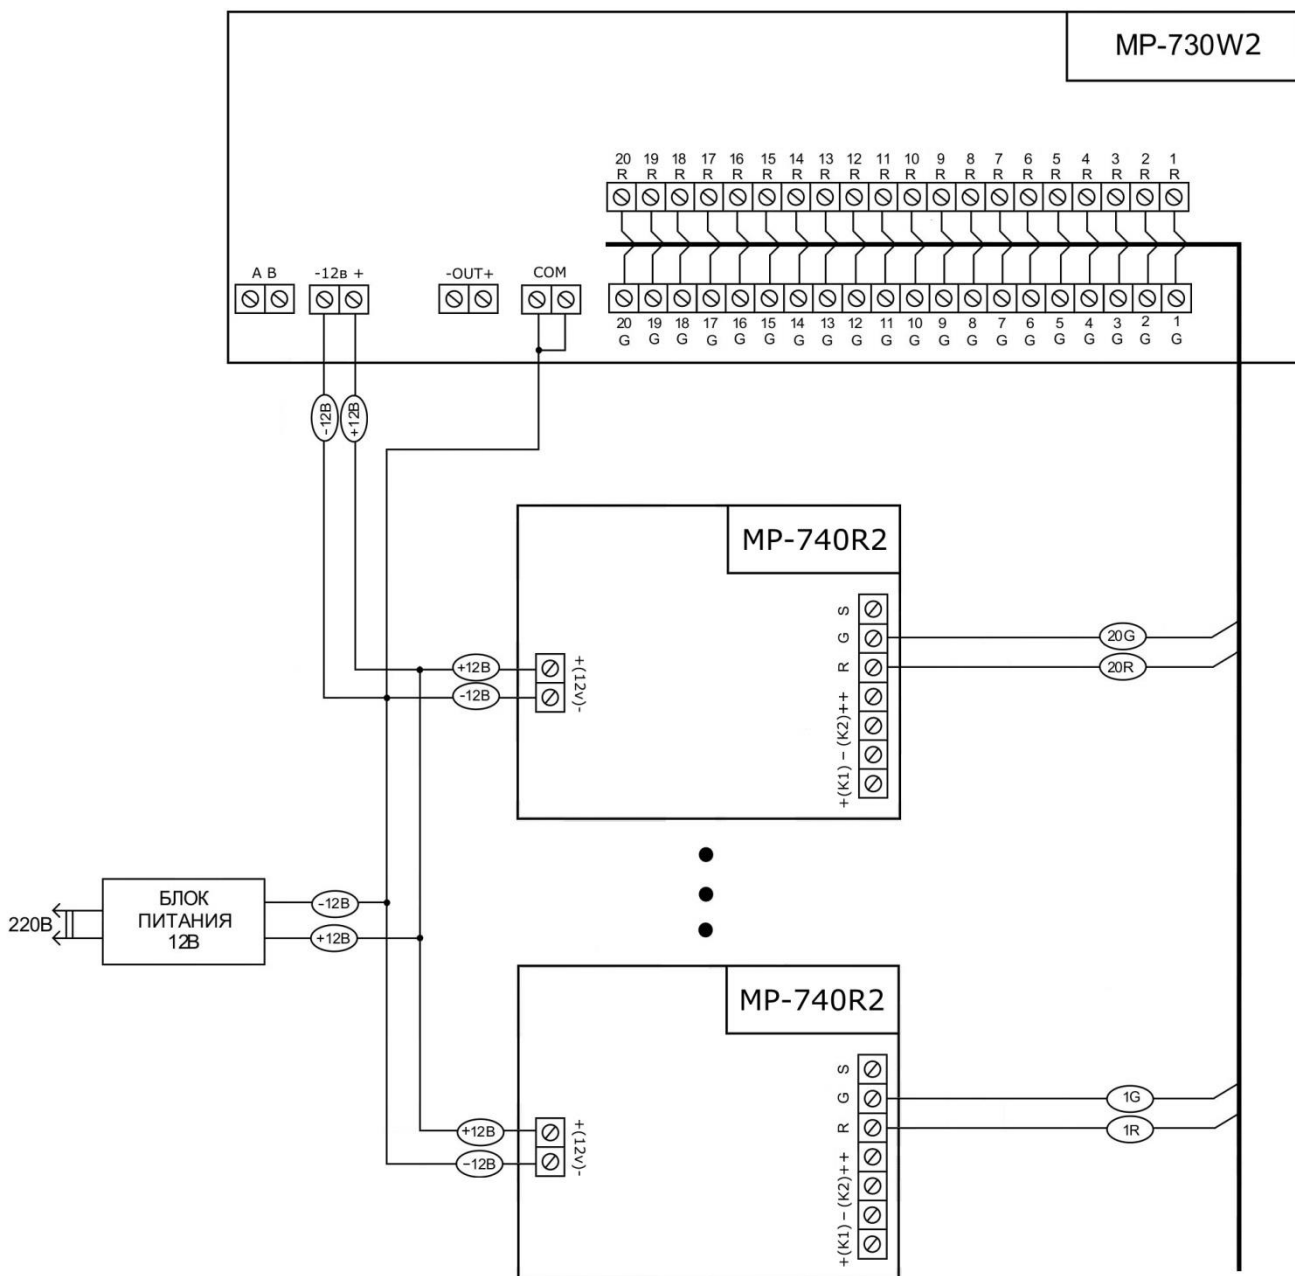 MP-730W2
20 19 18 17 16 15 14 13 12 11 10 9 8 7 6 5 4 3 2 1
R R R R R R R R R R R R R R R R R R R R
A B -12в + -OUT+ COM
20 19 18 17 16 15 14 13 12 11 10 9 8 7 6 5 4 3 2 1
G G G G G G G G G G G G G G G G G G G G
-12В +12В
MP-740R2
S
G
20G
R
20R
+(K1) – (K2)++
+12В
-12В
+(12v)-
БЛОК
ПИТАНИЯ
12В
220В
-12В
+12В
MP-740R2
S
G
1G
R
1R
+(K1) – (K2)++
+12В
-12В
+(12v)-